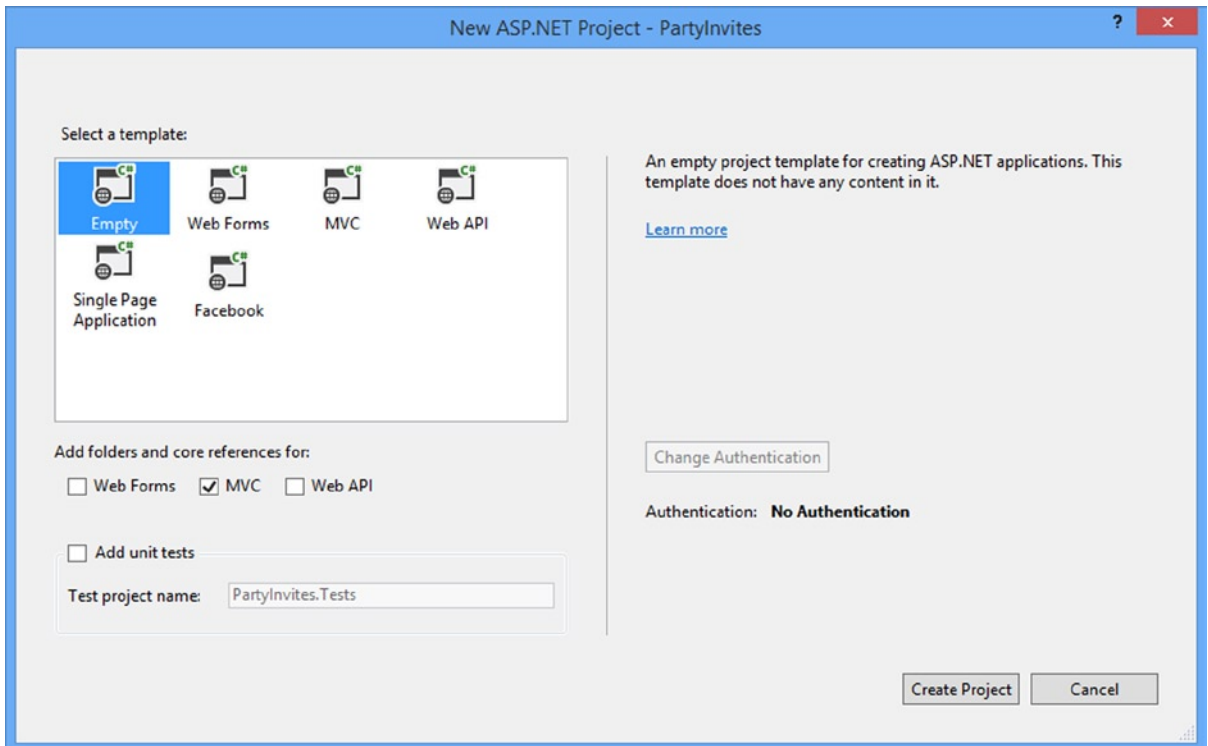 New ASP.NET Project - PartyInvites
?
x
Select a template:
C# C# C# C#
Empty Web Forms MVC Web API
C# C#
Single Page
Application
Facebook
An empty project template for creating ASP.NET applications. This
template does not have any content in it.
Learn more
Change Authentication
Authentication: No Authentication
Add folders and core references for:
Web Forms MVC Web API
Add unit tests
Test project name: PartyInvites.Tests
Create Project Cancel